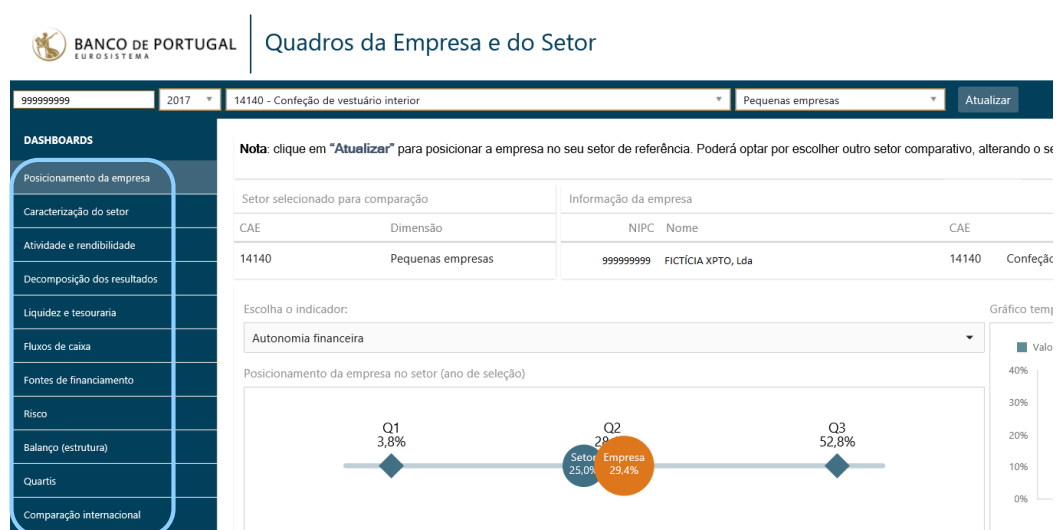 BANCO DE PORTUGAL
EUROSISTEMA
Quadros da Empresa e do Setor
999999999 2017 14140 - Confeção de vestuário interior Pequenas empresas Atualizar
DASHBOARDS
Posicionamento da empresa
Caracterização do setor
Atividade e rendibilidade
Decomposição dos resultados
Liquidez e tesouraria
Fluxos de caixa
Fontes de financiamento
Risco
Balanço (estrutura)
Quartis
Comparação internacional
Nota: clique em "Atualizar" para posicionar a empresa no seu setor de referência. Poderá optar por escolher outro setor comparativo, alterando o se
Setor selecionado para comparação
CAE Dimensão
14140 Pequenas empresas
Informação da empresa
NIPC Nome CAE
999999999 FICTÍCIA XPTO, Lda 14140 Confeção
Escolha o indicador:
Autonomia financeira
Posicionamento da empresa no setor (ano de seleção)
Q1
3,8%
Q2
Setor
25,0%
Empresa
29,4%
Q3
52,8%
Gráfico temp
Valo
40%
30%
20%
10%
0%